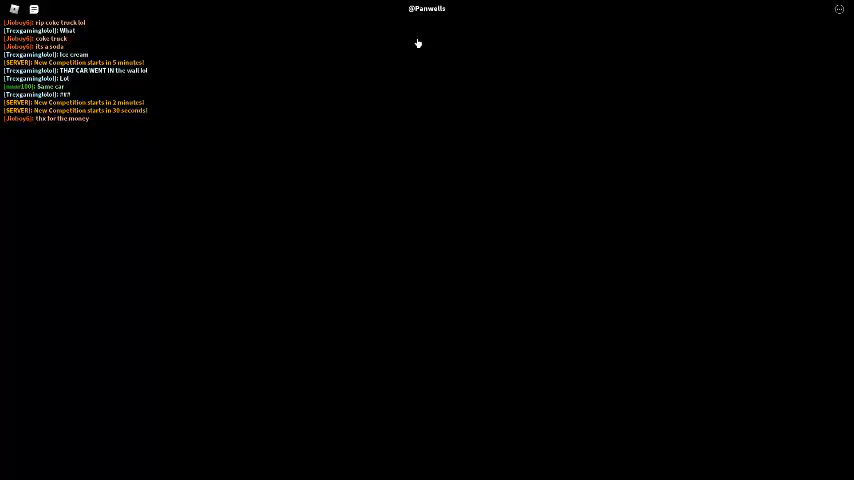 @Panwells
[Jioboy6]: rip coke truck lol
[Trexgaminglolol]: What
[Jioboy6]: coke truck
[Jioboy6]: its a soda
[Trexgaminglolol]: Ice cream
[SERVER]: New Competition starts in 5 minutes!
[Trexgaminglolol]: THAT CAR WENT IN the wall lol
[Trexgaminglolol]: Lol
Same car
[Trexgaminglolol]: ###
[SERVER]: New Competition starts in 2 minutes!
[SERVER]: New Competition starts in 30 seconds!
[Jioboy6]: thx for the money